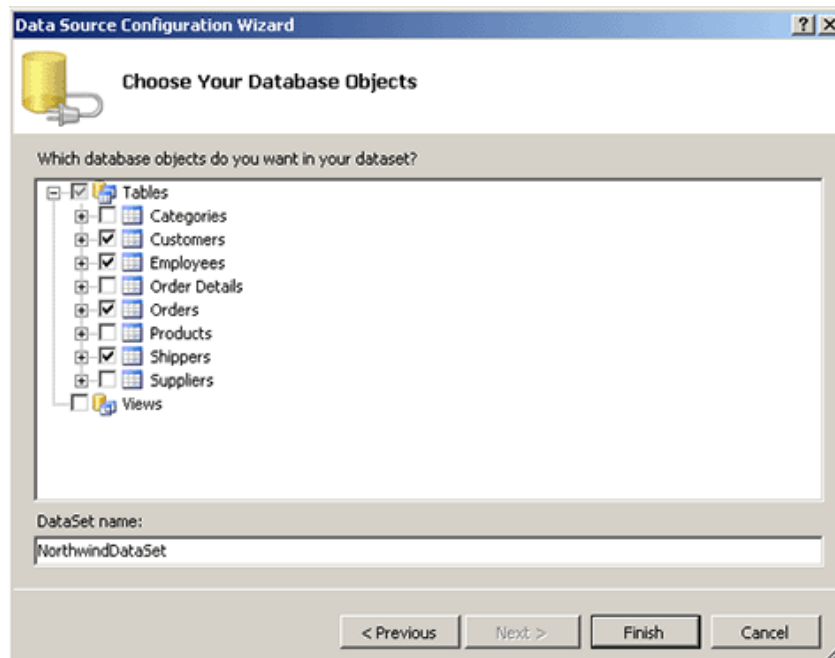 Data Source Configuration Wizard
Choose Your Database Objects
Which database objects do you want in your dataset?
Tables
Categories
Customers
Employees
Order Details
Orders
Products
Shippers
Suppliers
Views
DataSet name:
NorthwindDataSet
< Previous Next > Finish Cancel